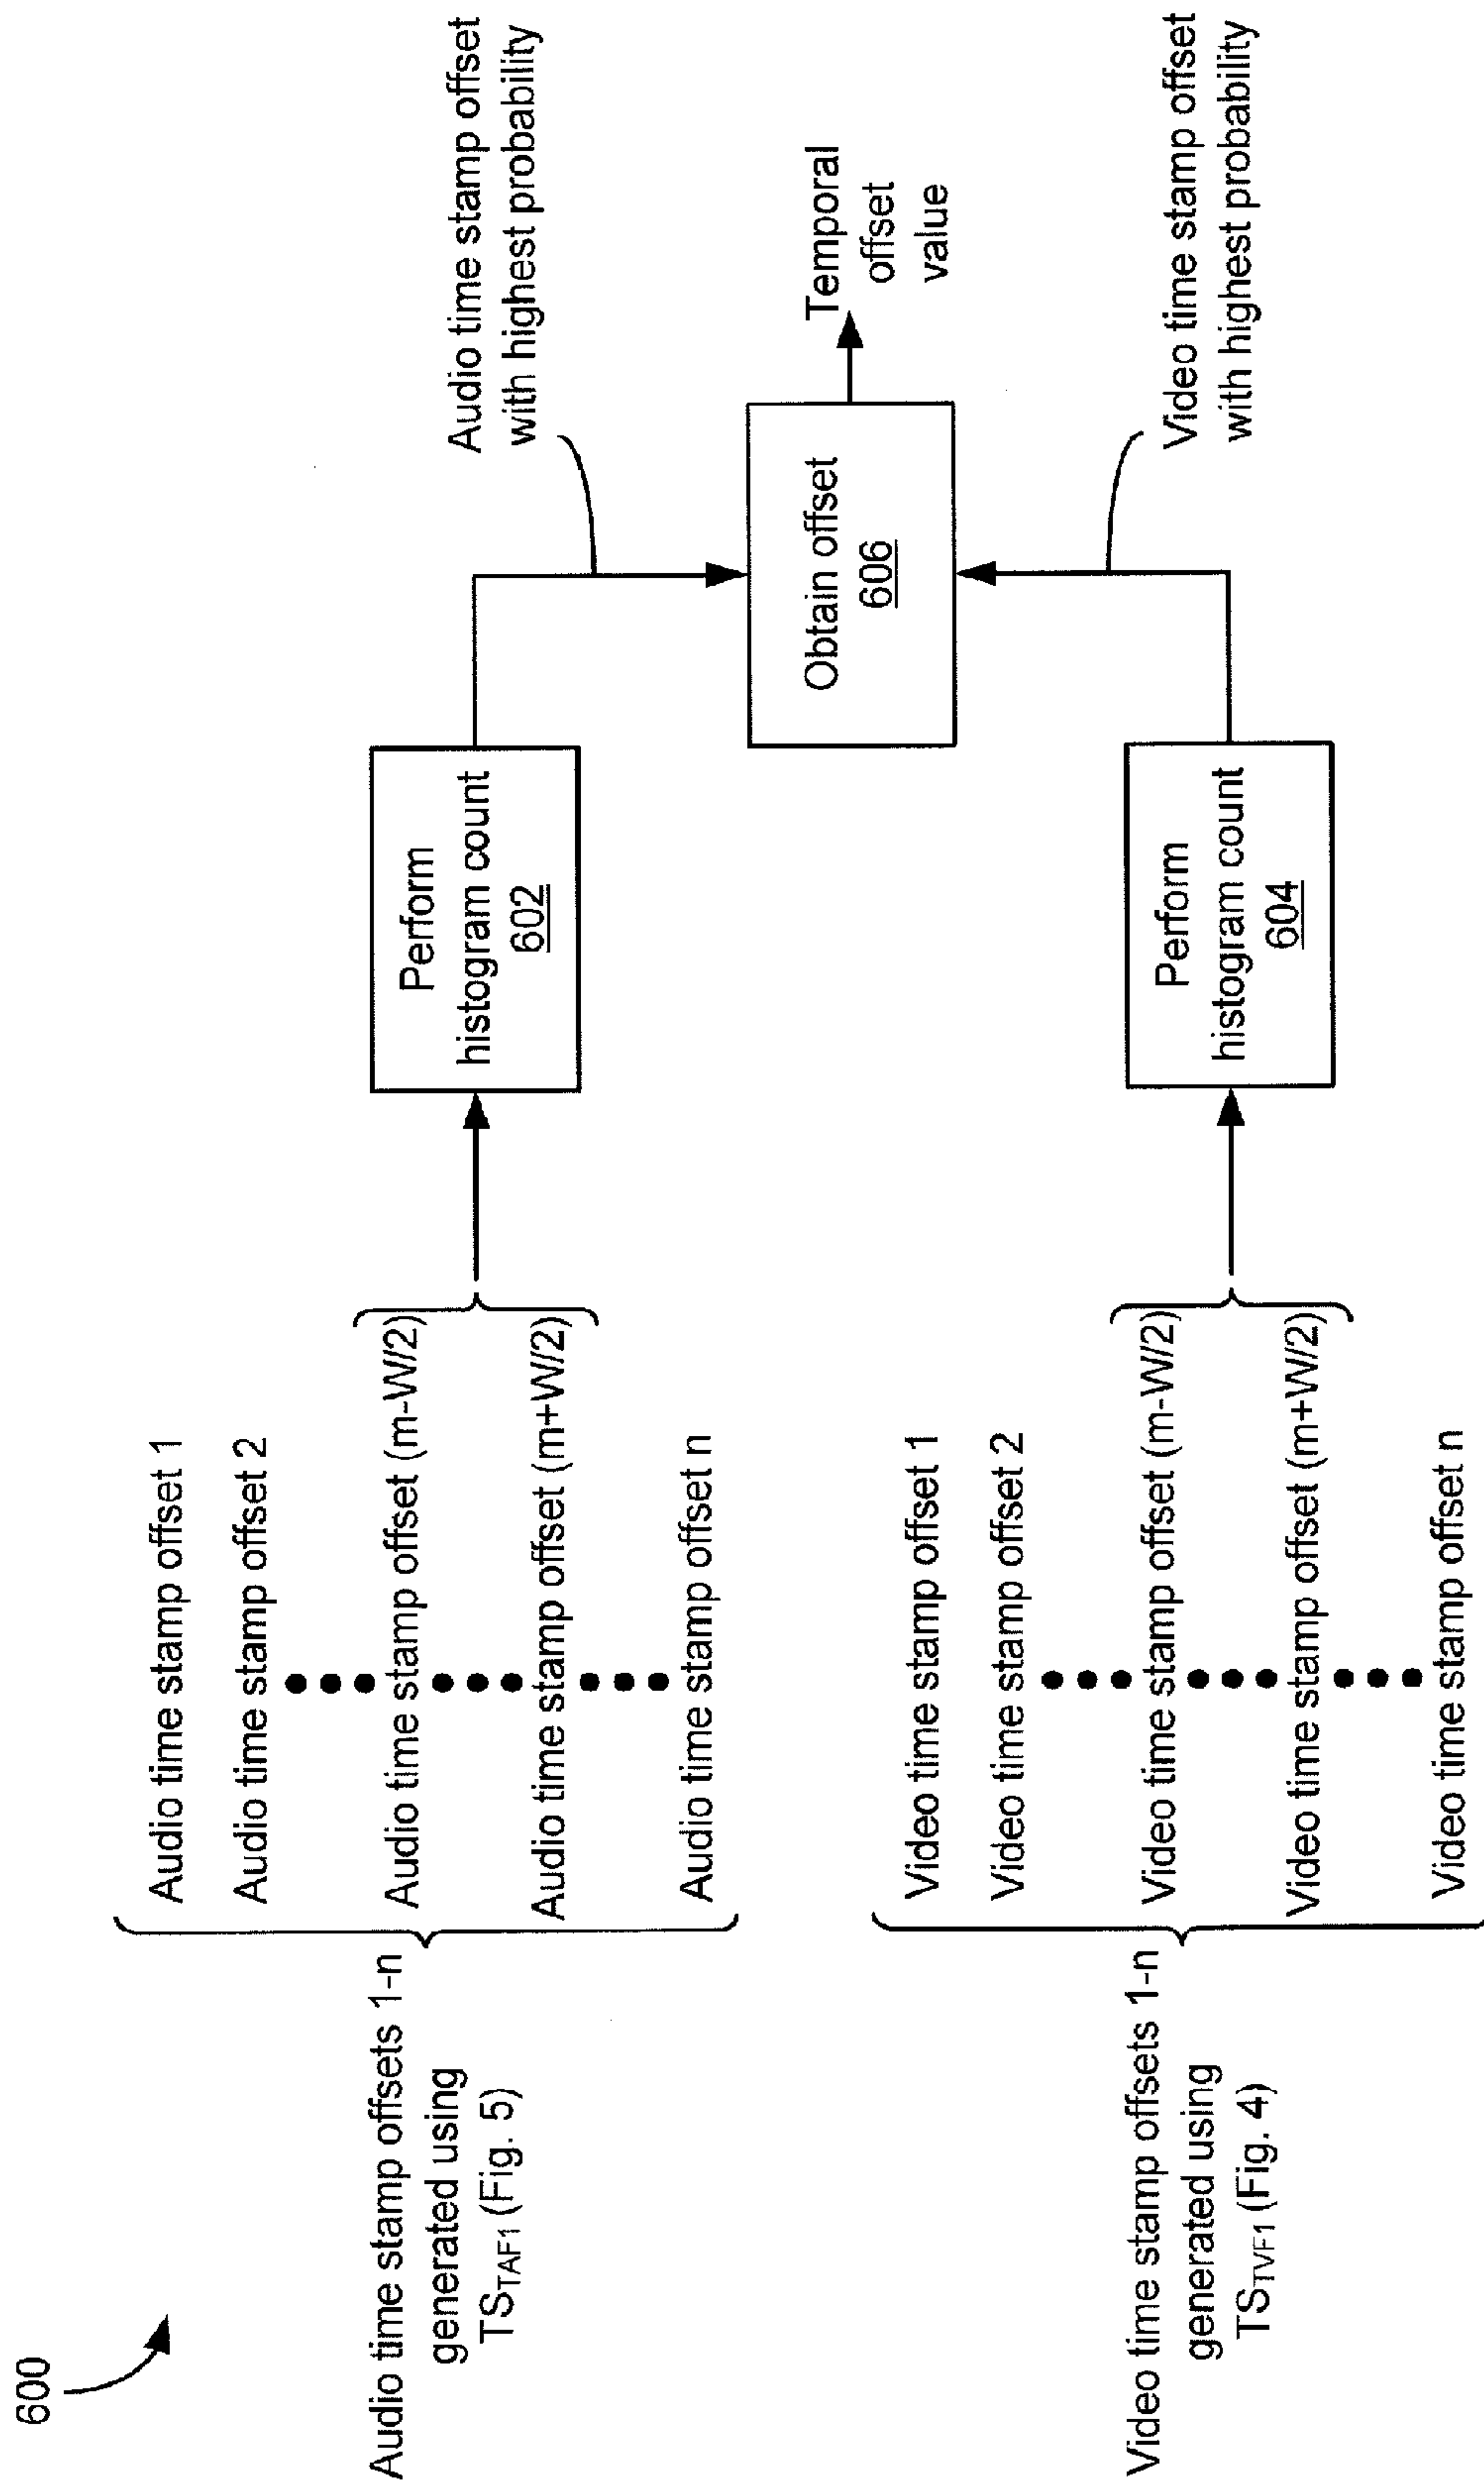 600
Audio time stamp offsets 1-n
generated using
TSTAF1 (Fig. 5)
Audio time stamp offset 1
Audio time stamp offset 2
Audio time stamp offset (m-W/2)
Audio time stamp offset (m+W/2)
Audio time stamp offset n
Perform
histogram count
602
Audio time stamp offset
with highest probability
Obtain offset
606
Temporal
offset
value
Video time stamp offsets 1-n
generated using
TSTVF1 (Fig. 4)
Video time stamp offset 1
Video time stamp offset 2
Video time stamp offset (m-W/2)
Video time stamp offset (m+W/2)
Video time stamp offset n
Perform
histogram count
604
Video time stamp offset
with highest probability